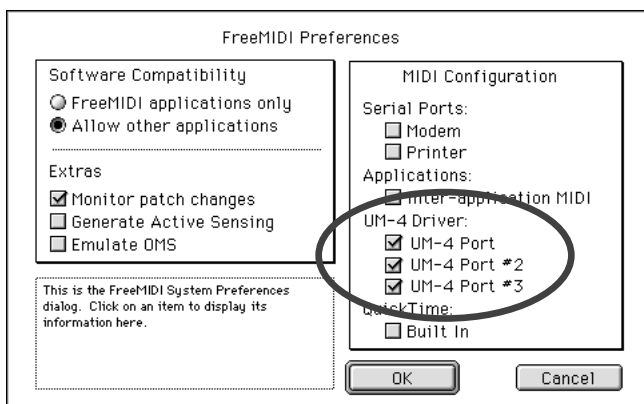 FreeMIDI Preferences
Software Compatibility
FreeMIDI applications only
Allow other applications
Extras
Monitor patch changes
Generate Active Sensing
Emulate OMS
This is the FreeMIDI System Preferences
dialog. Click on an item to display its
information here.
MIDI Configuration
Serial Ports:
Modem
Printer
Applications:
Inter-application MIDI
UM-4 Driver:
UM-4 Port
UM-4 Port #2
UM-4 Port #3
QuickTime:
Built In
OK
Cancel